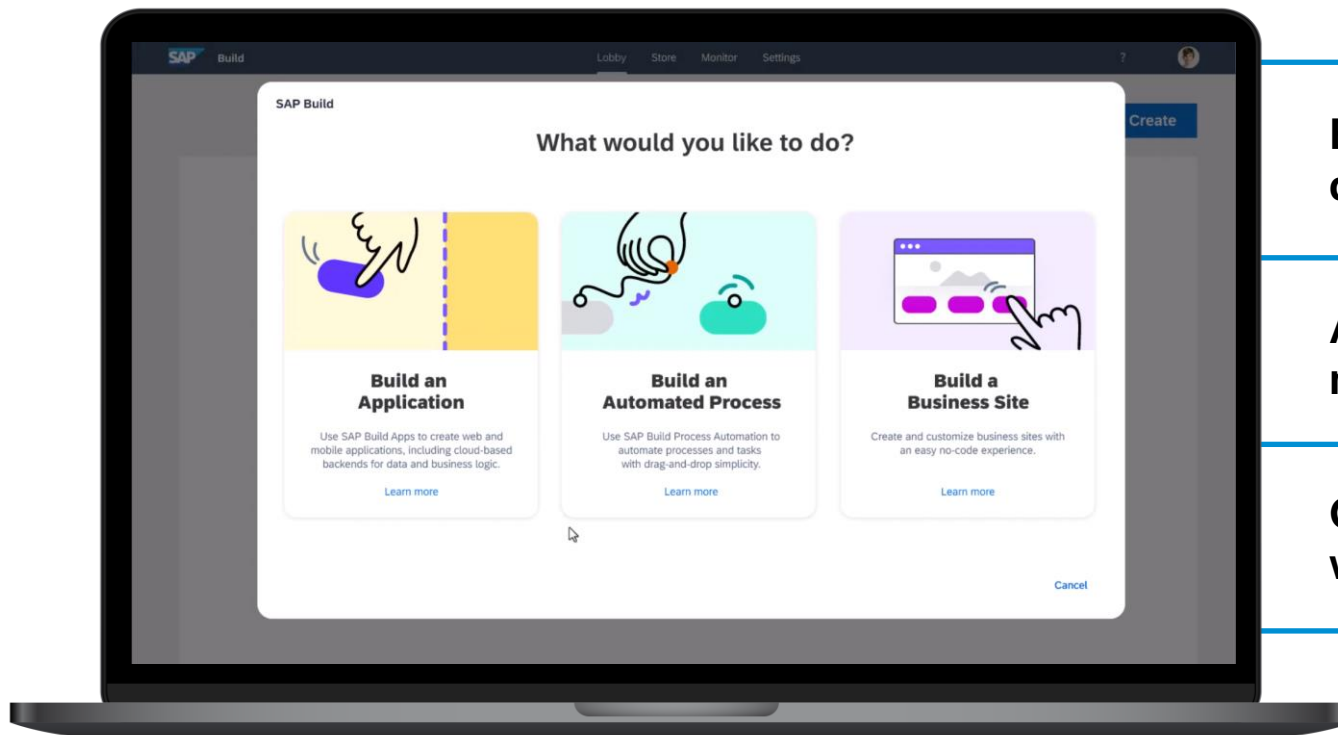 SAP Build
Lobby Store Monitor Settings
?
Create
SAP Build
What would you like to do?
Build an
Application
Use SAP Build Apps to create web and
mobile applications, including cloud-based
backends for data and business logic.
Learn more
Build an
Automated Process
Use SAP Build Process Automation to
automate processes and tasks
with drag-and-drop simplicity.
Learn more
Build a
Business Site
Create and customize business sites with
an easy no-code experience.
Learn more
Cancel